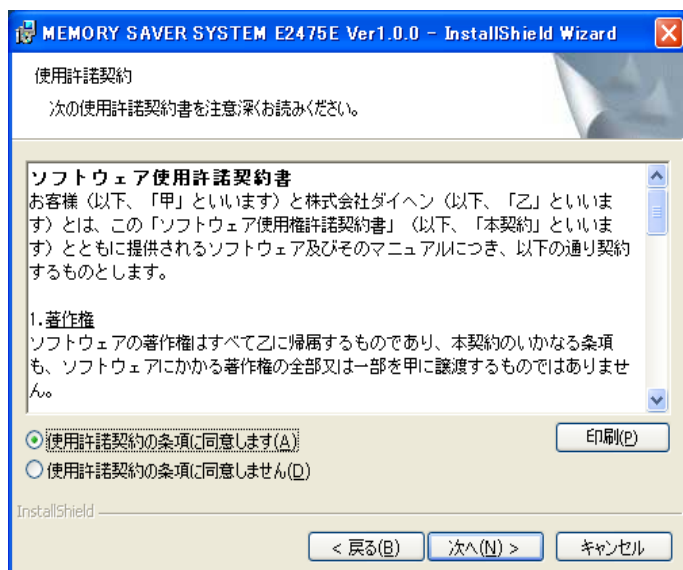 MEMORY SAVER SYSTEM E2475E Ver1.0.0 - InstallShield Wizard
使用許諾契約
次の使用許諾契約書を注意深くお読みください。
ソフトウェア使用許諾契約書
お客様（以下、「甲」といいます）と株式会社ダイヘン（以下、「乙」といいま
す）とは、この「ソフトウェア使用権許諾契約書」（以下、「本契約」といいま
す）とともに提供されるソフトウェア及びそのマニュアルにつき、以下の通り契約
するものとします。
1.著作権
ソフトウェアの著作権はすべて乙に帰属するものであり、本契約のいかなる条項
も、ソフトウェアにかかる著作権の全部又は一部を甲に譲渡するものではありませ
ん。
使用許諾契約の条項に同意します(A)
印刷(P)
使用許諾契約の条項に同意しません(D)
InstallShield
< 戻る(B)
次へ(N) >
キャンセル